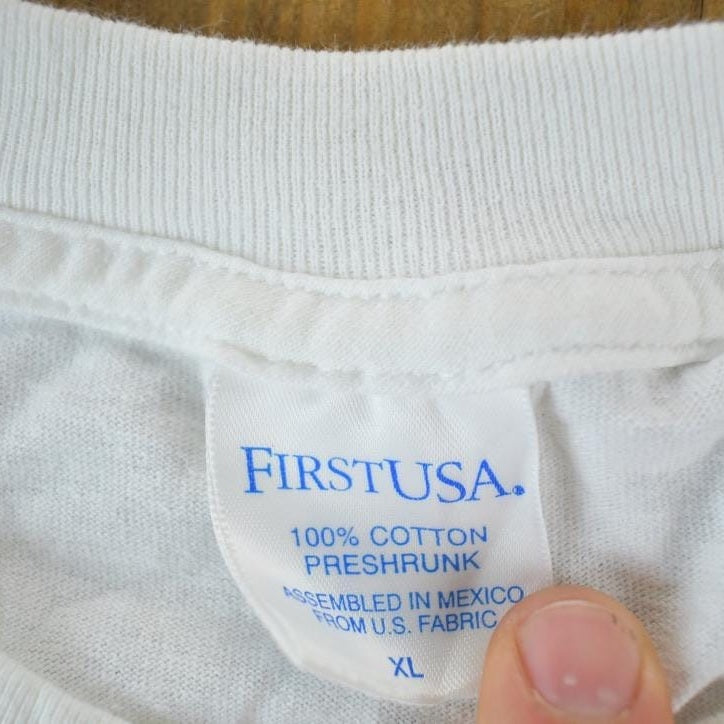 FIRSTUSA.
100% COTTON
PRESHRUNK
ASSEMBLED IN MEXICO
FROM U.S. FABRIC
XL